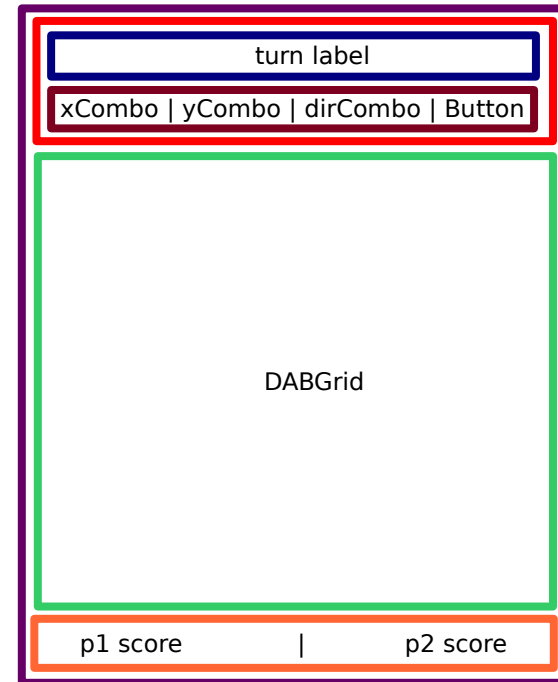 turn label
xCombo | yCombo | dirCombo | Button
DABGrid
p1 score | p2 score